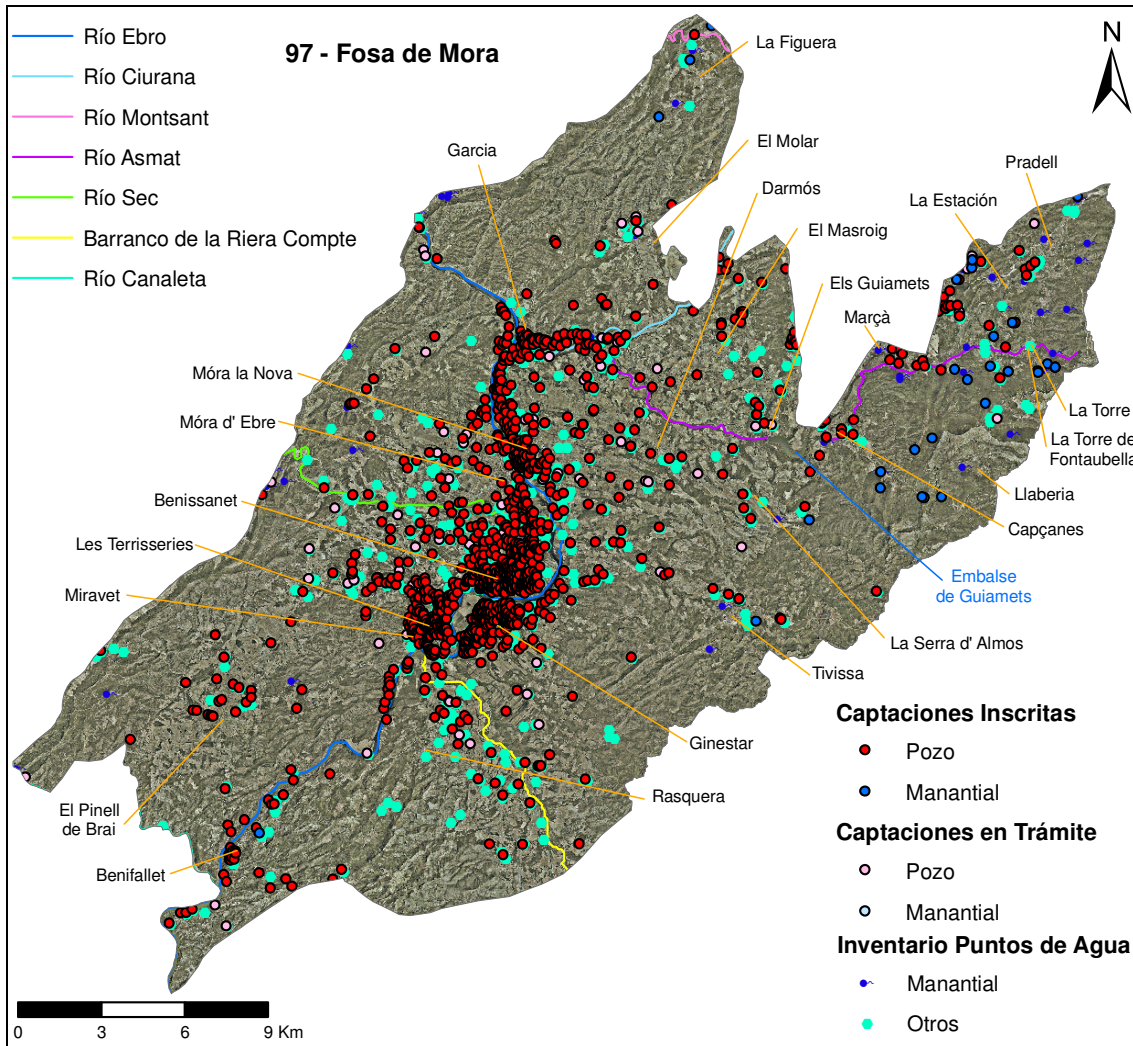 97 - Fosa de Mora
Río Ebro
Río Ciurana
Río Montsant
Río Asmat
Río Sec
Barranco de la Riera Compte
Río Canaleta
N
La Figuera
Garcia
El Molar
Darmós
Pradell
La Estación
El Masroig
Els Guiamets
Marçà
Móra la Nova
Móra d' Ebre
Benissanet
Les Terrisseries
Miravet
La Torre
La Torre de
Fontaubella
Llaberia
Capçanes
Embalse
de Guiamets
La Serra d' Almos
Tivissa
Ginestar
Rasquera
El Pinell
de Brai
Benifallet
Captaciones Inscritas
Pozo
Manantial
Captaciones en Trámite
Pozo
Manantial
Inventario Puntos de Agua
Manantial
Otros
0 3 6 9 Km